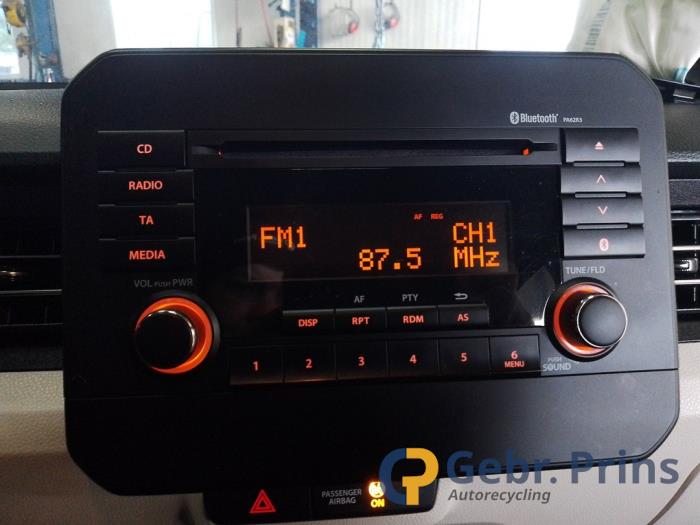 Bluetooth® PA62R5
CD
RADIO
TA
MEDIA
AF REG
FM1 CH1
87.5 MHz
VOL PUSH PWR
TUNE/FLD
AF PTY
DISP RPT RDM AS
1 2 3 4 5 6
MENU
PUSH
SOUND
PASSENGER
AIRBAG
ON
Gebr. Prins
Autorecycling